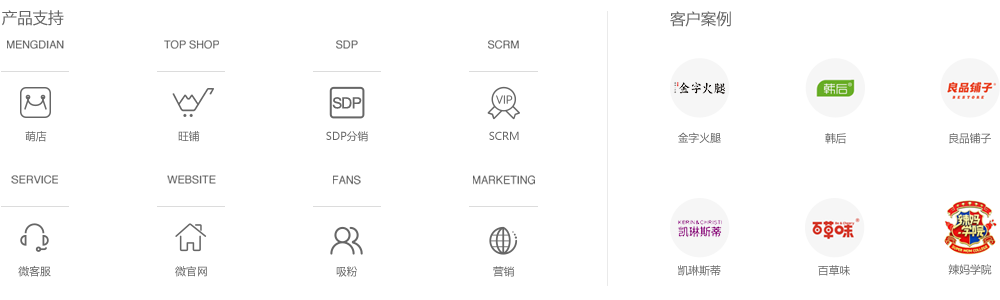 产品支持
MENGDIAN
TOP SHOP
SDP
SCRM
SDP
VIP
萌店
旺铺
SDP分销
SCRM
SERVICE
WEBSITE
FANS
MARKETING
微客服
微官网
吸粉
营销
客户案例
金字火腿
韩后
良品铺子
金字火腿
韩后
良品铺子
KERIN&CHRISTI
凯琳斯蒂
百草味
辣妈学院
凯琳斯蒂
百草味
辣妈学院